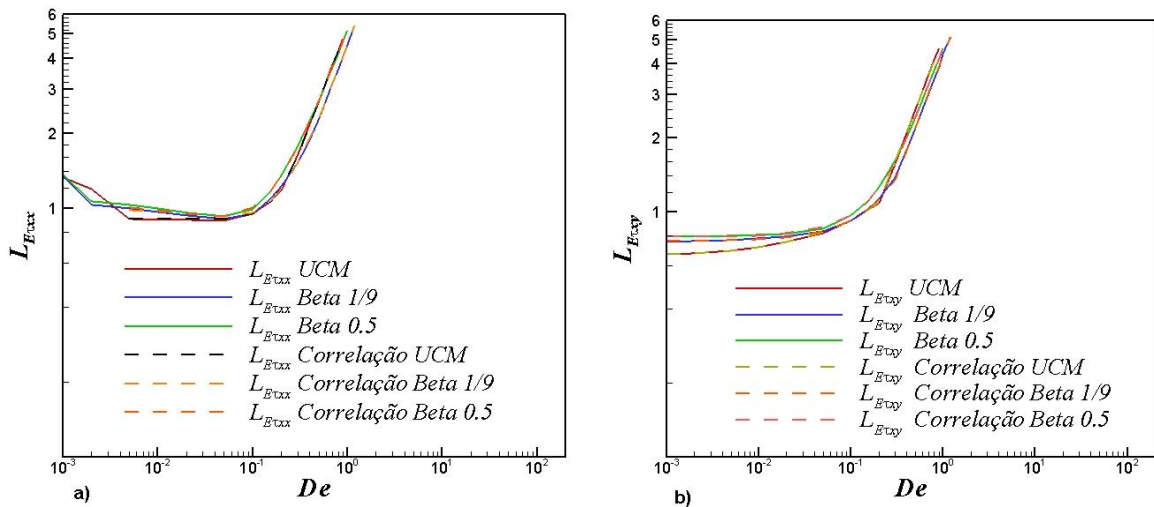 6
5
4
3
2
1
L_Eτxx
L_Eτxx UCM
L_Eτxx Beta 1/9
L_Eτxx Beta 0.5
L_Eτxx Correlação UCM
L_Eτxx Correlação Beta 1/9
L_Eτxx Correlação Beta 0.5
10^-3 10^-2 10^-1 10^0 10^1 10^2
De
a)
6
5
4
3
2
1
L_Eτxy
L_Eτxy UCM
L_Eτxy Beta 1/9
L_Eτxy Beta 0.5
L_Eτxy Correlação UCM
L_Eτxy Correlação Beta 1/9
L_Eτxy Correlação Beta 0.5
10^-3 10^-2 10^-1 10^0 10^1 10^2
De
b)